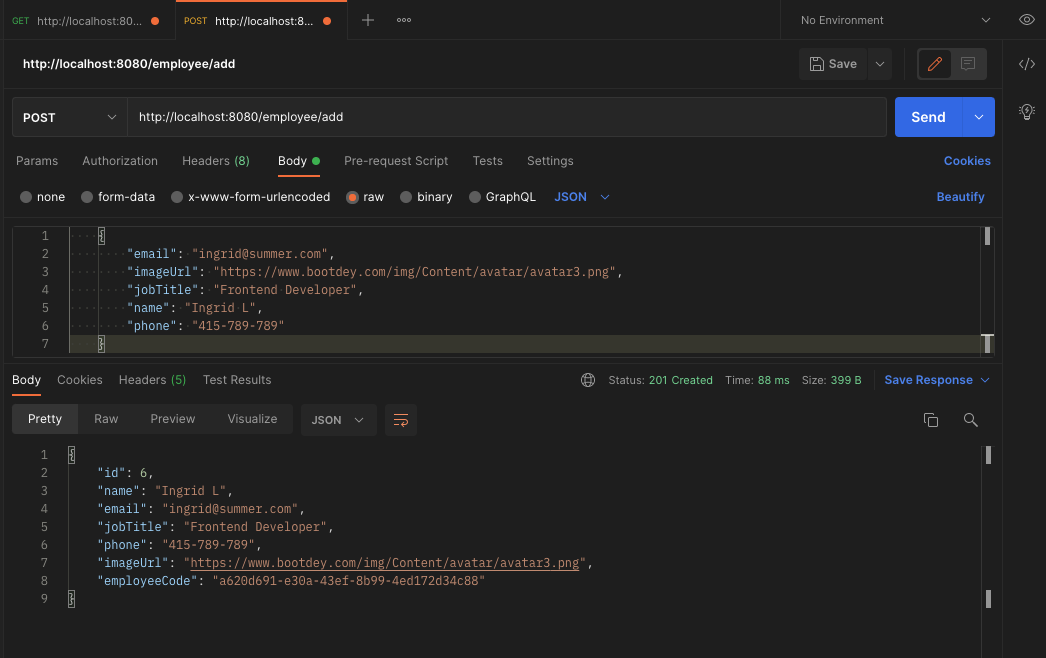 GET http://localhost:80... POST http://localhost:8... No Environment
http://localhost:8080/employee/add Save
POST http://localhost:8080/employee/add Send
Params Authorization Headers (8) Body Pre-request Script Tests Settings Cookies
none form-data x-www-form-urlencoded raw binary GraphQL JSON Beautify
1 {
2 "email": "ingrid@summer.com",
3 "imageUrl": "https://www.bootdey.com/img/Content/avatar/avatar3.png",
4 "jobTitle": "Frontend Developer",
5 "name": "Ingrid L",
6 "phone": "415-789-789"
7 }
Body Cookies Headers (5) Test Results Status: 201 Created Time: 88 ms Size: 399 B Save Response
Pretty Raw Preview Visualize JSON
1 {
2 "id": 6,
3 "name": "Ingrid L",
4 "email": "ingrid@summer.com",
5 "jobTitle": "Frontend Developer",
6 "phone": "415-789-789",
7 "imageUrl": "https://www.bootdey.com/img/Content/avatar/avatar3.png",
8 "employeeCode": "a620d691-e30a-43ef-8b99-4ed172d34c88"
9 }